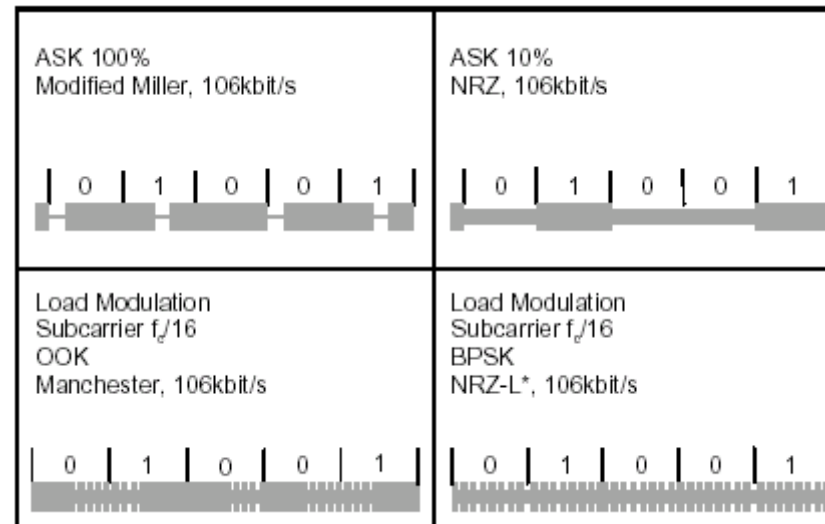 ASK 100%
Modified Miller, 106kbit/s
0 1 0 0 1
ASK 10%
NRZ, 106kbit/s
0 1 0 0 1
Load Modulation
Subcarrier fc/16
OOK
Manchester, 106kbit/s
0 1 0 0 1
Load Modulation
Subcarrier fc/16
BPSK
NRZ-L*, 106kbit/s
0 1 0 0 1